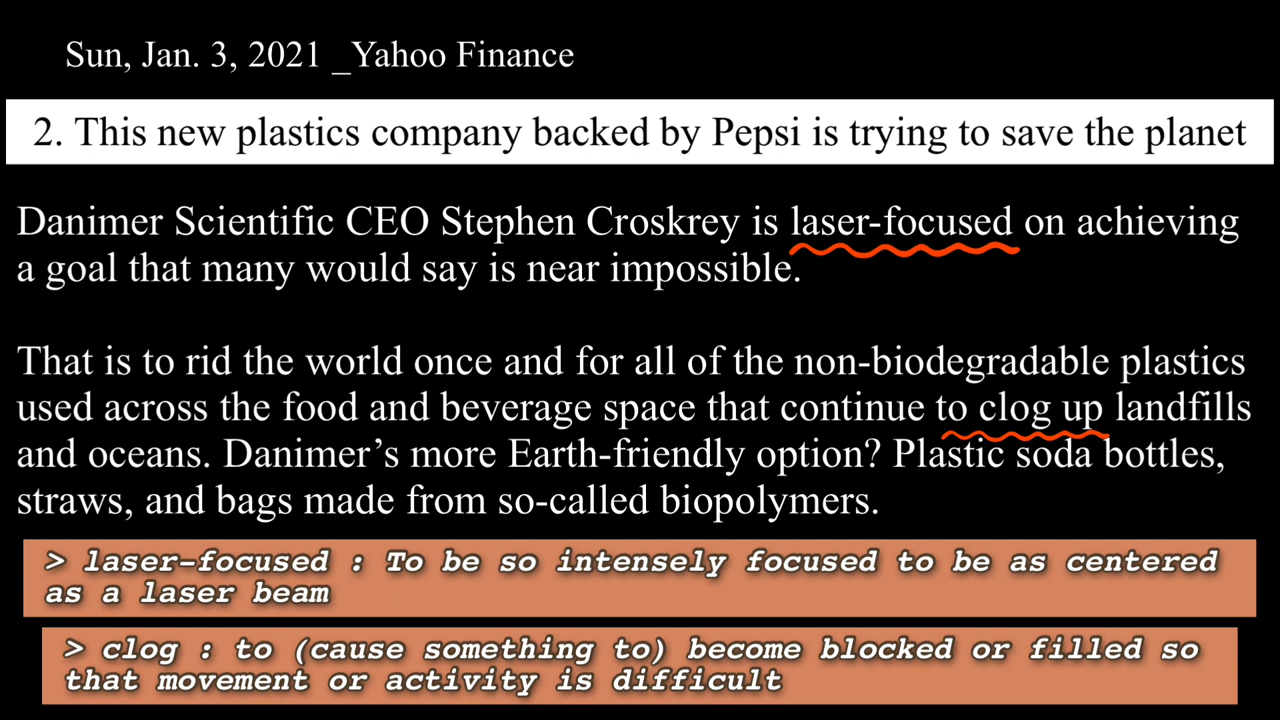 Sun, Jan. 3, 2021 _Yahoo Finance
2. This new plastics company backed by Pepsi is trying to save the planet
Danimer Scientific CEO Stephen Croskrey is laser-focused on achieving
a goal that many would say is near impossible.
That is to rid the world once and for all of the non-biodegradable plastics
used across the food and beverage space that continue to clog up landfills
and oceans. Danimer’s more Earth-friendly option? Plastic soda bottles,
straws, and bags made from so-called biopolymers.
> laser-focused : To be so intensely focused to be as centered
as a laser beam
> clog : to (cause something to) become blocked or filled so
that movement or activity is difficult